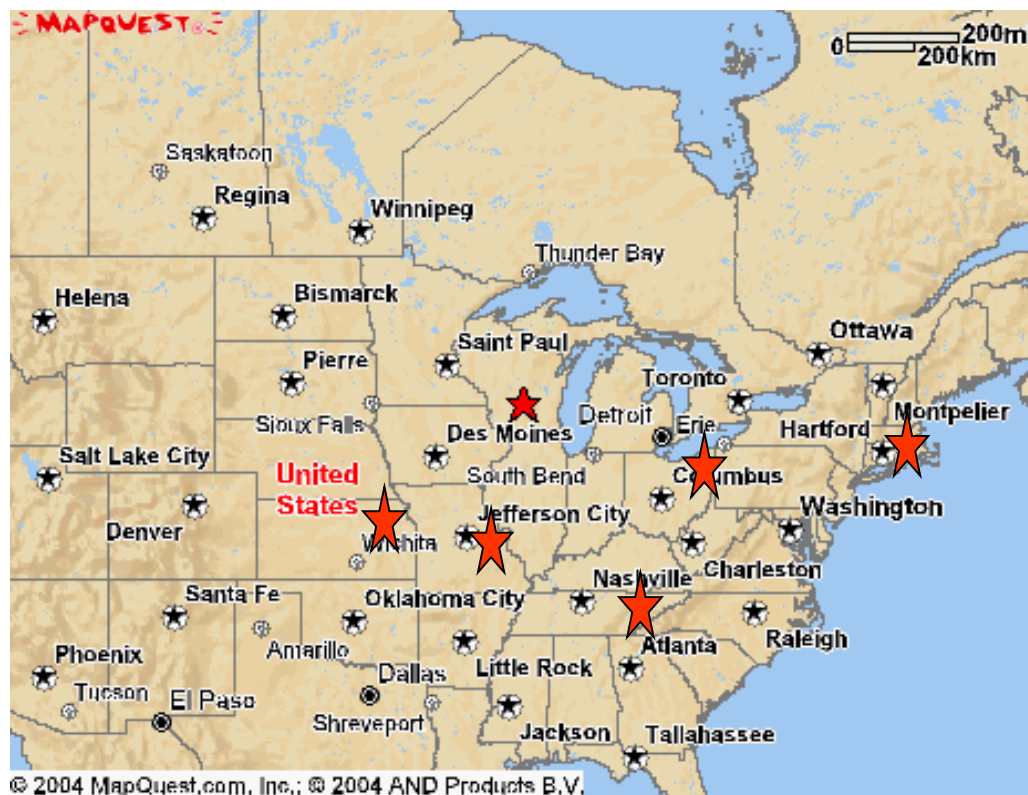 MAPQUEST®
0 200m
200km
Saskatoon
Regina
Winnipeg
Thunder Bay
Helena
Bismarck
Ottawa
Saint Paul
Pierre
Toronto
Montpelier
Detroit
Erie
Hartford
Sioux Falls
Des Moines
Salt Lake City
United
States
South Bend
Columbus
Jefferson City
Washington
Denver
Wichita
Charleston
Nashville
Santa Fe
Oklahoma City
Raleigh
Amarillo
Atlanta
Phoenix
Little Rock
Dallas
Tucson
El Paso
Shreveport
Jackson
Tallahassee
© 2004 MapQuest.com, Inc.; © 2004 AND Products B.V.